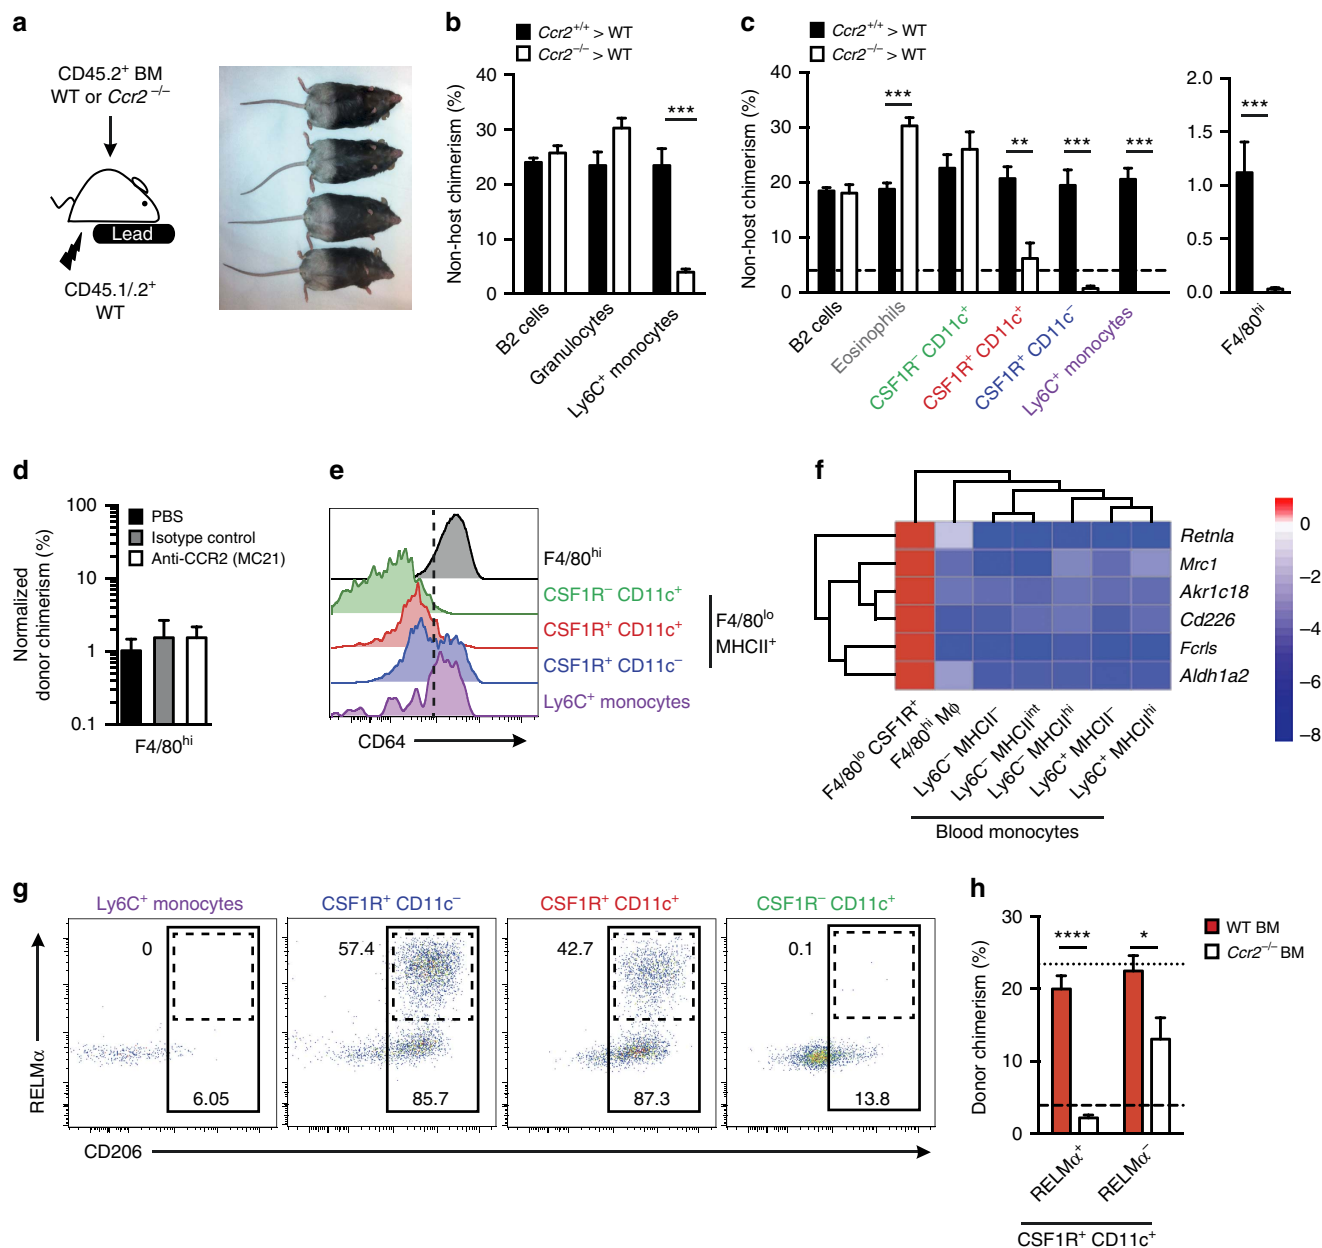 a
CD45.2⁺ BM
WT or Ccr2⁻/⁻
Lead
CD45.1/.2⁺
WT
b
Ccr2⁺/⁺ > WT
Ccr2⁻/⁻ > WT
Non-host chimerism (%)
40
30
20
10
0
***
B2 cells
Granulocytes
Ly6C⁺ monocytes
c
Ccr2⁺/⁺ > WT
Ccr2⁻/⁻ > WT
Non-host chimerism (%)
40
30
20
10
0
***
**
***
***
B2 cells
Eosinophils
CSF1R⁻ CD11c⁺
CSF1R⁺ CD11c⁺
CSF1R⁺ CD11c⁻
Ly6C⁺ monocytes
2.0
1.5
1.0
0.5
0.0
***
F4/80ʰⁱ
d
Normalized
donor chimerism (%)
100
10
1
0.1
PBS
Isotype control
Anti-CCR2 (MC21)
F4/80ʰⁱ
e
F4/80ʰⁱ
CSF1R⁻ CD11c⁺
CSF1R⁺ CD11c⁺
CSF1R⁺ CD11c⁻
Ly6C⁺ monocytes
F4/80ˡᵒ
MHCII⁺
CD64
f
Retnla
Mrc1
Akr1c18
Cd226
Fcrls
Aldh1a2
0
−2
−4
−6
−8
F4/80ˡᵒ CSF1R⁺
F4/80ʰⁱ Mϕ
Ly6C⁻ MHCII⁻
Ly6C⁻ MHCIIⁱⁿᵗ
Ly6C⁻ MHCIIʰⁱ
Ly6C⁺ MHCII⁻
Ly6C⁺ MHCIIʰⁱ
Blood monocytes
g
Ly6C⁺ monocytes
CSF1R⁺ CD11c⁻
CSF1R⁺ CD11c⁺
CSF1R⁻ CD11c⁺
0
57.4
42.7
0.1
6.05
85.7
87.3
13.8
RELMα
CD206
h
WT BM
Ccr2⁻/⁻ BM
Donor chimerism (%)
30
20
10
0
****
*
RELMα⁺
RELMα⁻
CSF1R⁺ CD11c⁺